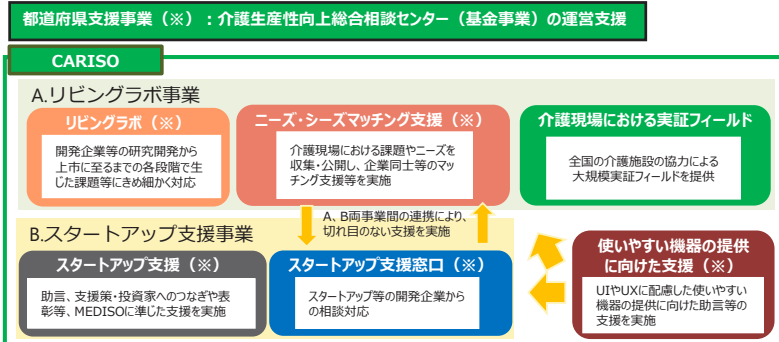 都道府県支援事業（※）：介護生産性向上総合相談センター（基金事業）の運営支援
CARISO
A.リビングラボ事業
リビングラボ（※）
開発企業等の研究開発から
上市に至るまでの各段階で生
じた課題等にきめ細かく対応
ニーズ・シーズマッチング支援（※）
介護現場における課題やニーズを
収集・公開し、企業同士等のマッ
チング支援等を実施
介護現場における実証フィールド
全国の介護施設の協力による
大規模実証フィールドを提供
A、B両事業間の連携により、
切れ目のない支援を実施
B.スタートアップ支援事業
スタートアップ支援（※）
助言、支援策・投資家へのつなぎや表
彰等、MEDISOに準じた支援を実施
スタートアップ支援窓口（※）
スタートアップ等の開発企業から
の相談対応
使いやすい機器の提供
に向けた支援（※）
UIやUXに配慮した使いやすい
機器の提供に向けた助言等の
支援を実施